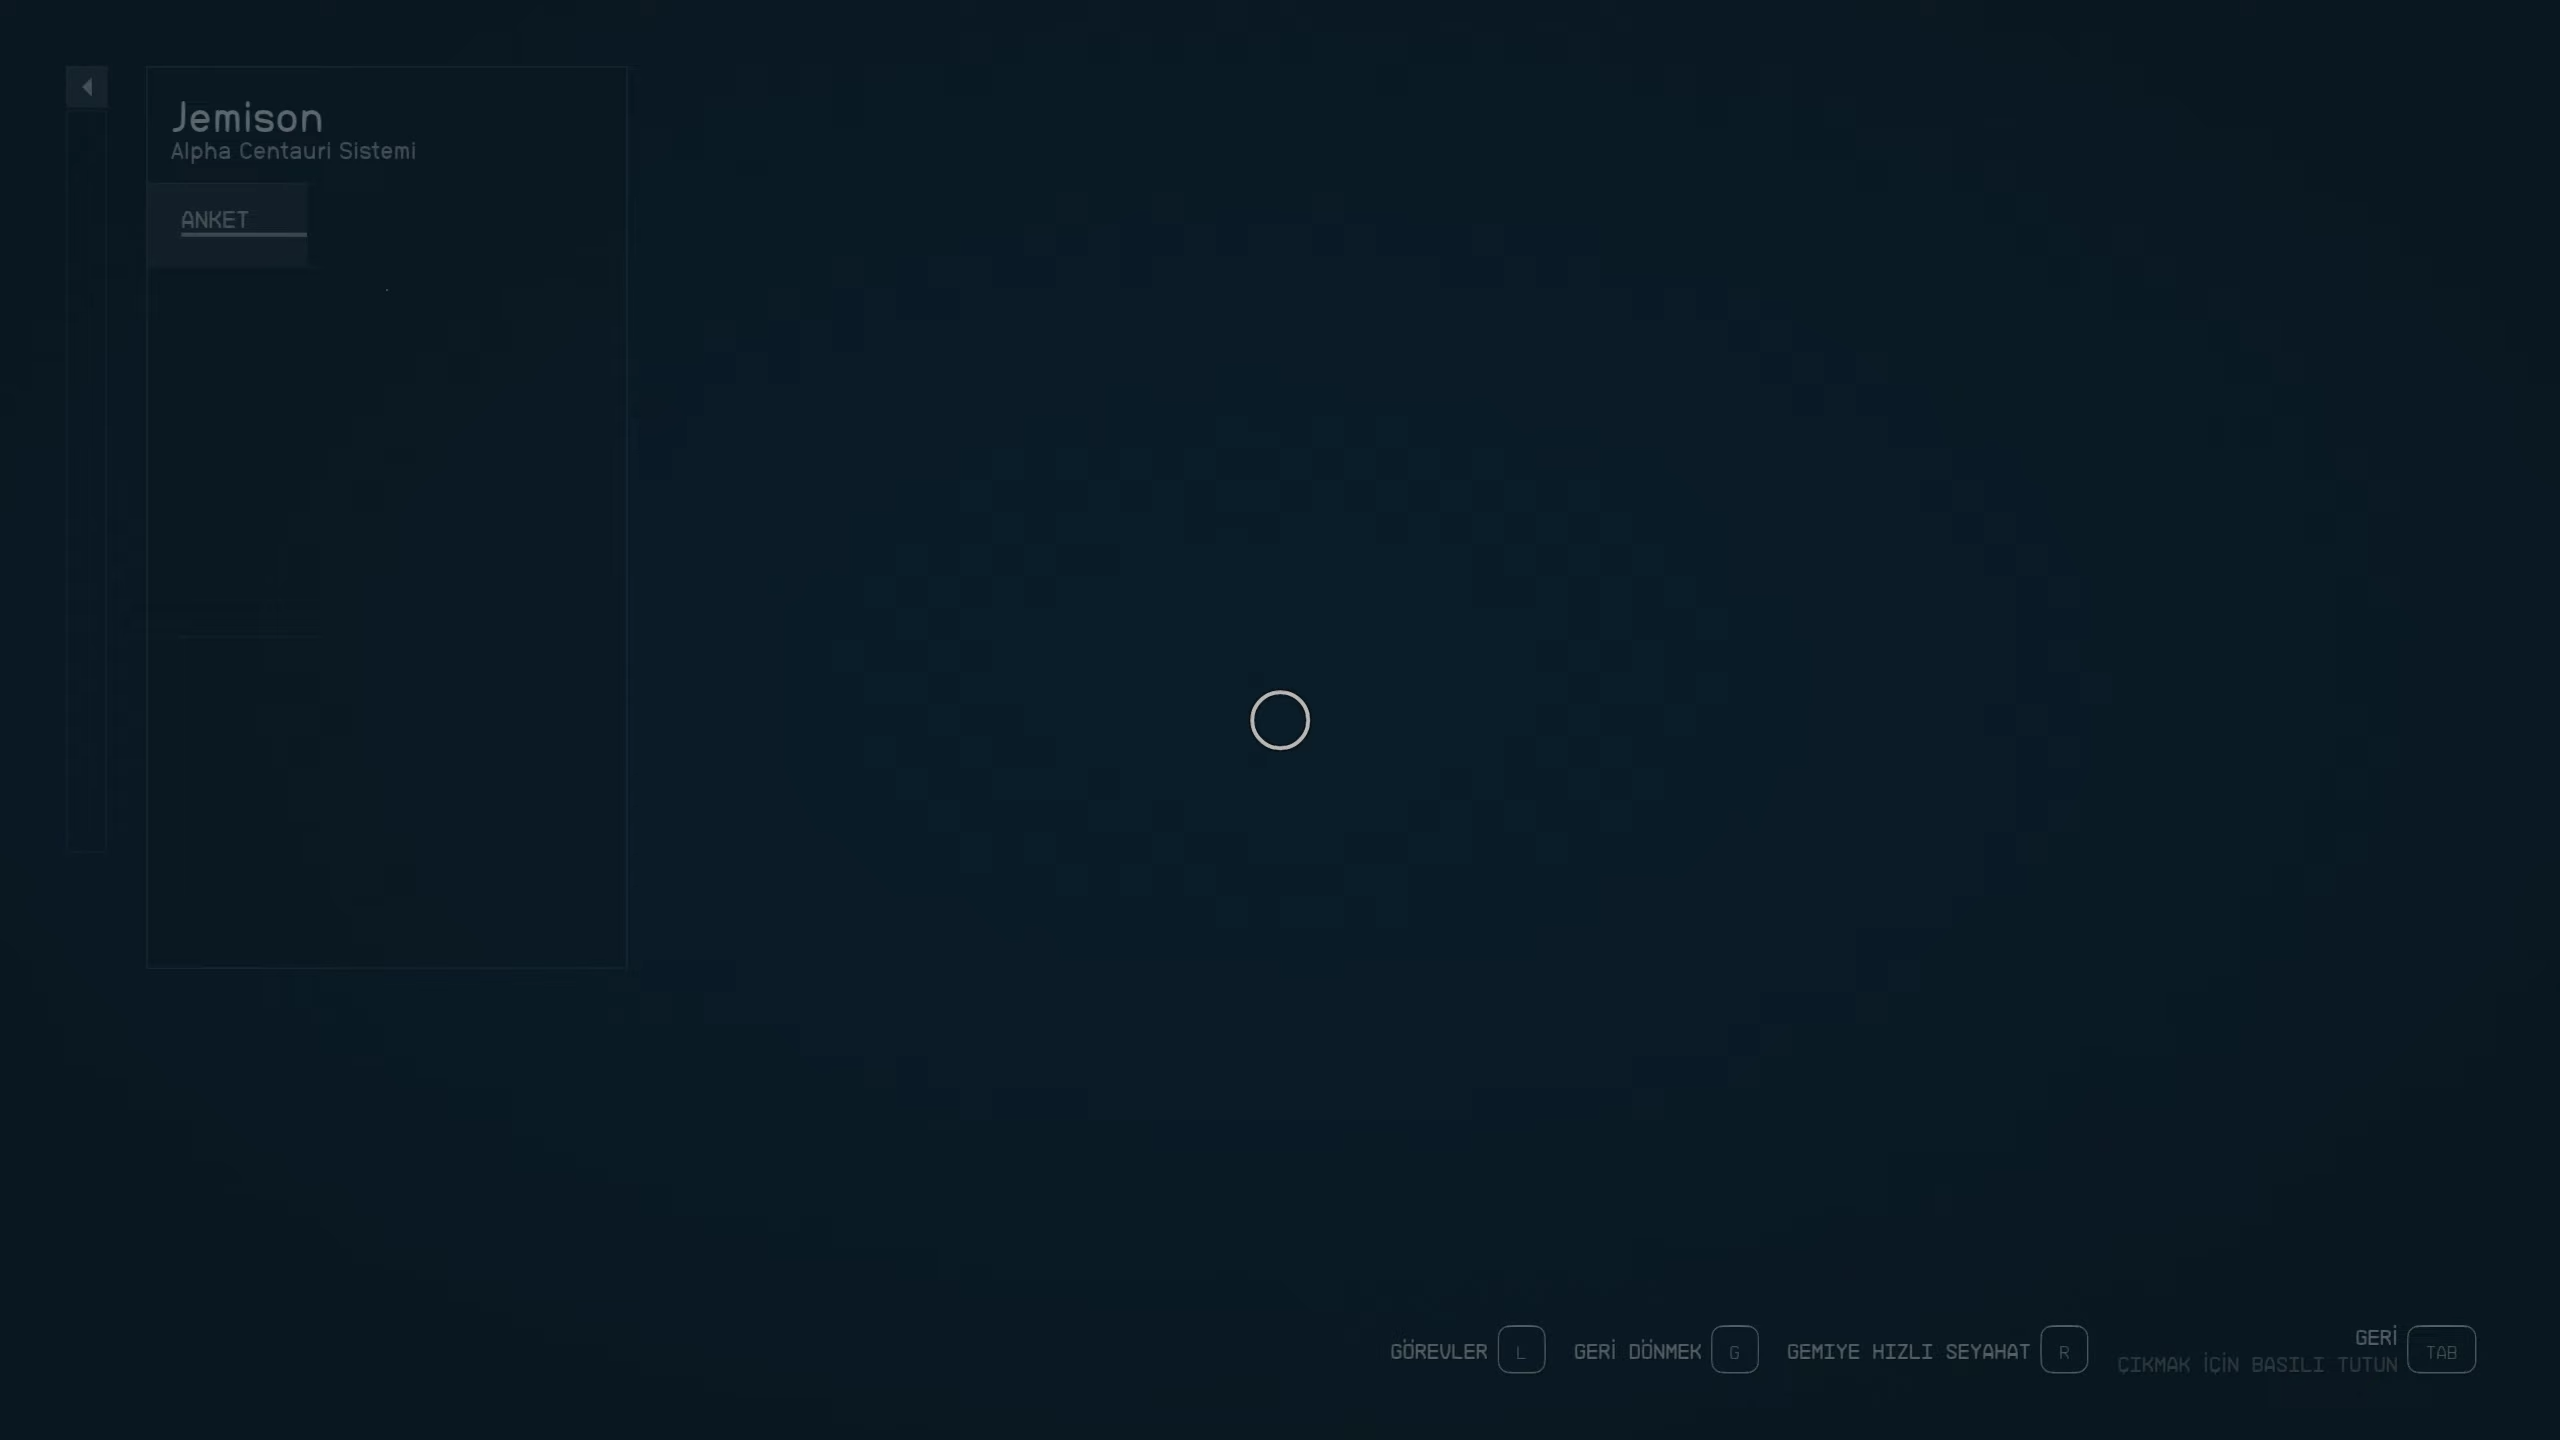 Jemison
Alpha Centauri Sistemi
ANKET
GÖREVLER L
GERİ DÖNMEK G
GEMIYE HIZLI SEYAHAT R
GERİ TAB
ÇIKMAK İÇİN BASILI TUTUN